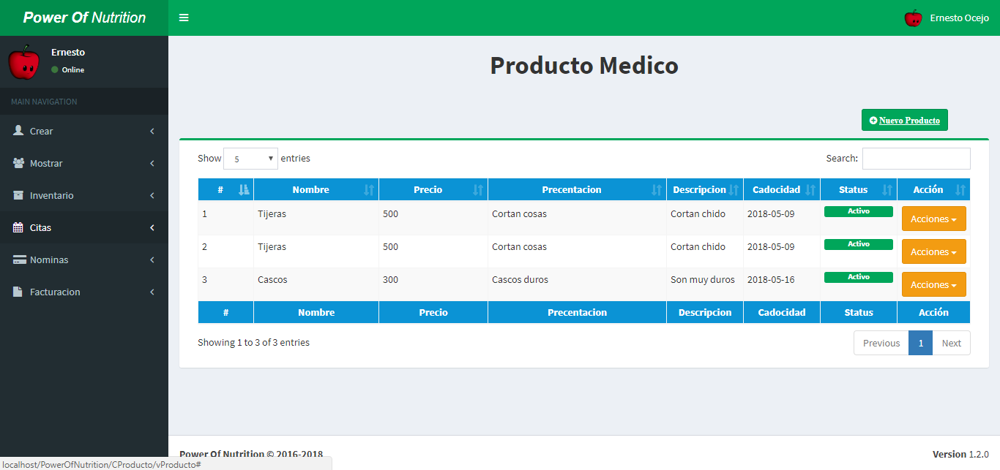 Power Of Nutrition
Ernesto Ocejo
Ernesto
Online
MAIN NAVIGATION
Crear
Mostrar
Inventario
Citas
Nominas
Facturacion
Producto Medico
Nuevo Producto
Show 5 entries Search:
# Nombre Precio Precentacion Descripcion Cadocidad Status Acción
1 Tijeras 500 Cortan cosas Cortan chido 2018-05-09 Activo Acciones
2 Tijeras 500 Cortan cosas Cortan chido 2018-05-09 Activo Acciones
3 Cascos 300 Cascos duros Son muy duros 2018-05-16 Activo Acciones
# Nombre Precio Precentacion Descripcion Cadocidad Status Acción
Showing 1 to 3 of 3 entries Previous 1 Next
Power Of Nutrition © 2016-2018 Version 1.2.0
localhost/PowerOfNutrition/CProducto/vProducto#